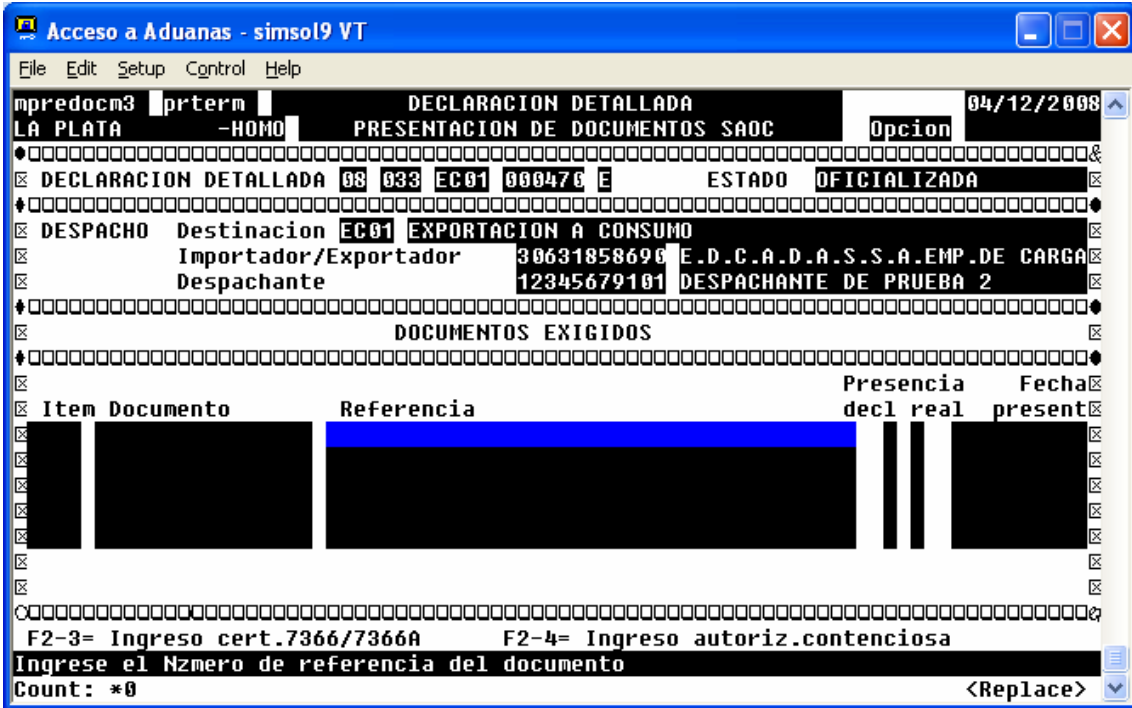 Acceso a Aduanas - simsol9 VT
File Edit Setup Control Help
mpredocm3 prterm DECLARACION DETALLADA 04/12/2008
LA PLATA -HOMO PRESENTACION DE DOCUMENTOS SAOC Opcion
DECLARACION DETALLADA 08 033 EC01 000470 E ESTADO OFICIALIZADA
DESPACHO Destinacion EC01 EXPORTACION A CONSUMO
Importador/Exportador 30631858690 E.D.C.A.D.A.S.S.A.EMP.DE CARGA
Despachante 12345679101 DESPACHANTE DE PRUEBA 2
DOCUMENTOS EXIGIDOS
Presencia Fecha
Item Documento Referencia decl real present
F2-3= Ingreso cert.7366/7366A F2-4= Ingreso autoriz.contenciosa
Ingrese el Nzmero de referencia del documento
Count: *0 <Replace>